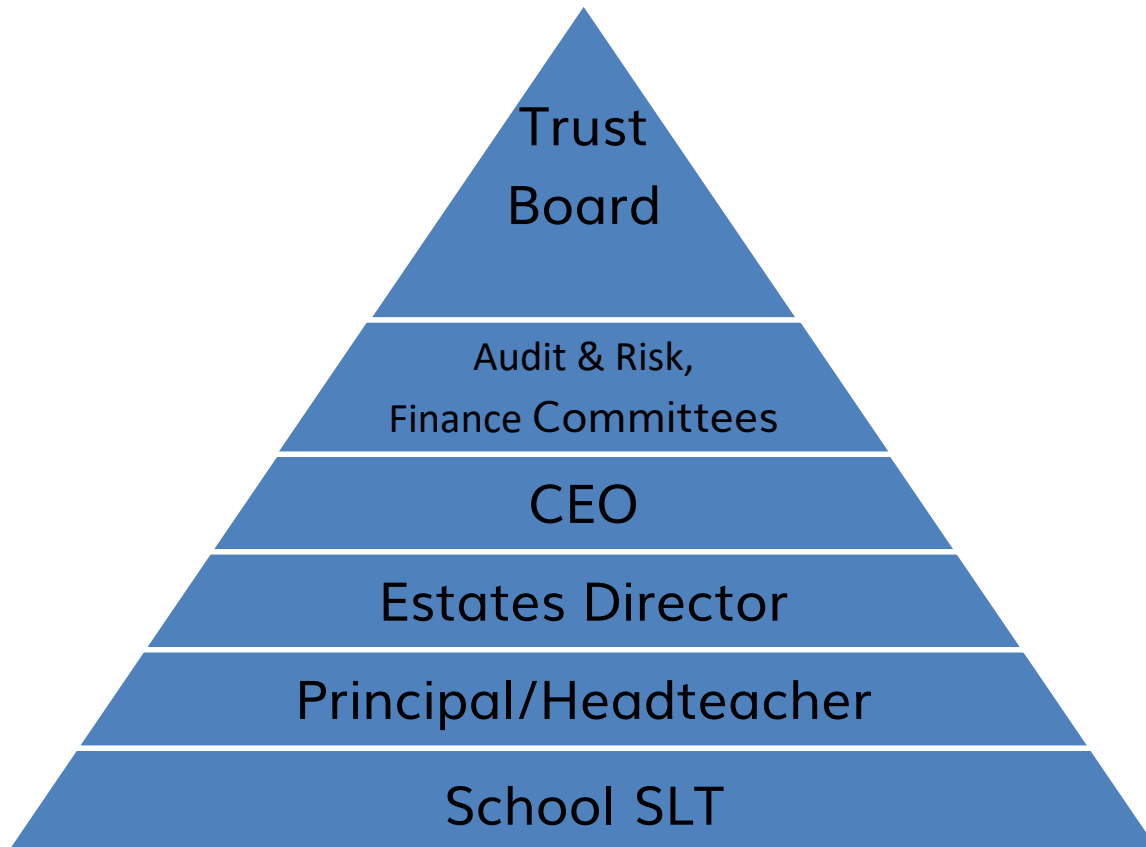 Trust
Board
Audit & Risk,
Finance Committees
CEO
Estates Director
Principal/Headteacher
School SLT